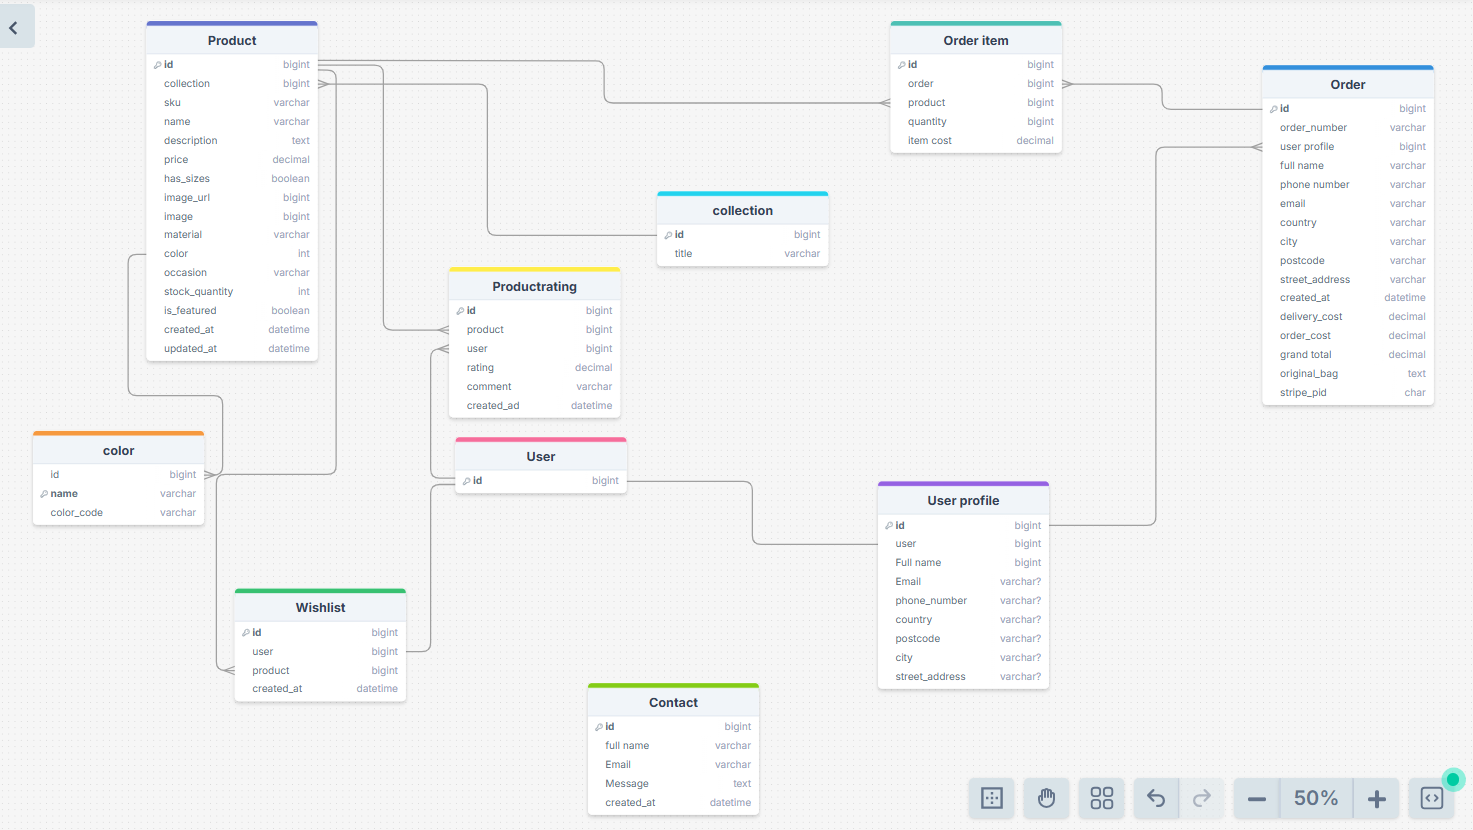 Product
id bigint
collection bigint
sku varchar
name varchar
description text
price decimal
has_sizes boolean
image_url bigint
image bigint
material varchar
color int
occasion varchar
stock_quantity int
is_featured boolean
created_at datetime
updated_at datetime
Order item
id bigint
order bigint
product bigint
quantity bigint
item cost decimal
Order
id bigint
order_number varchar
user profile bigint
full name varchar
phone number varchar
email varchar
country varchar
city varchar
postcode varchar
street_address varchar
created_at datetime
delivery_cost decimal
order_cost decimal
grand total decimal
original_bag text
stripe_pid char
collection
id bigint
title varchar
Productrating
id bigint
product bigint
user bigint
rating decimal
comment varchar
created_ad datetime
color
id bigint
name varchar
color_code varchar
User
id bigint
User profile
id bigint
user bigint
Full name bigint
Email varchar?
phone_number varchar?
country varchar?
postcode varchar?
city varchar?
street_address varchar?
Wishlist
id bigint
user bigint
product bigint
created_at datetime
Contact
id bigint
full name varchar
Email varchar
Message text
created_at datetime
50%